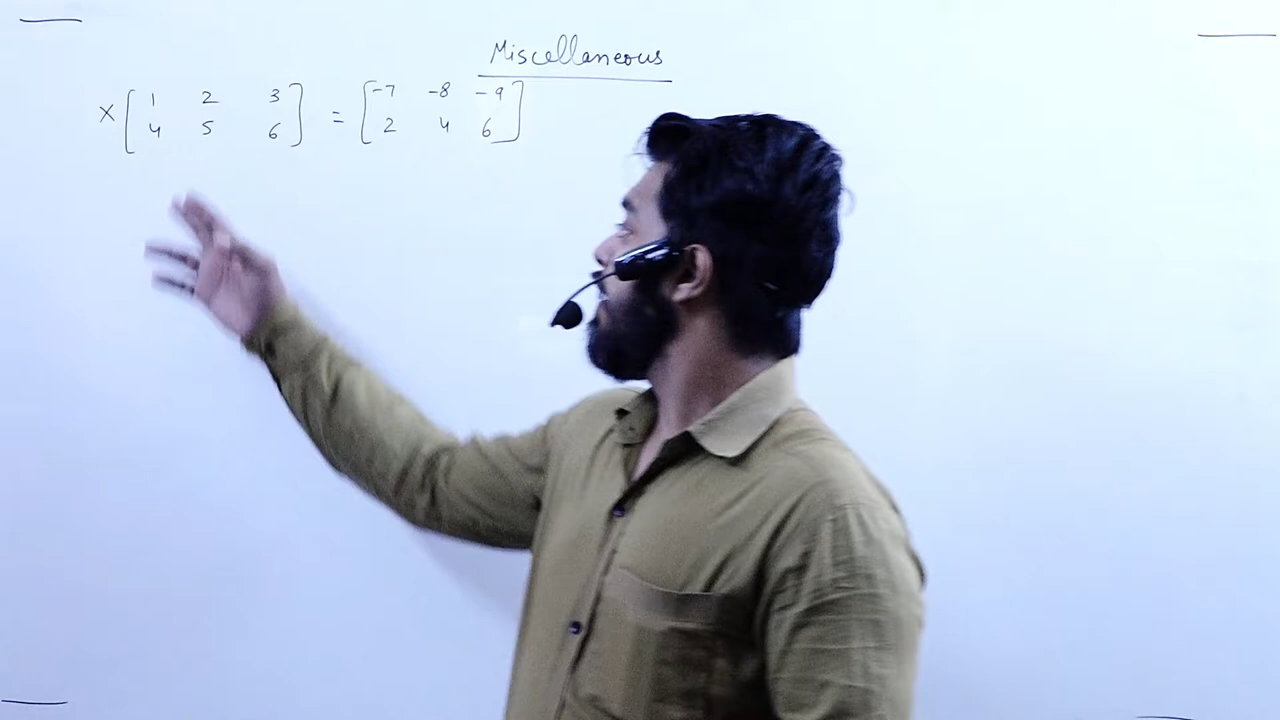 Miscellaneous
X [ 1 2 3 ] = [ -7 -8 -9 ]
[ 4 5 6 ] [ 2 4 6 ]